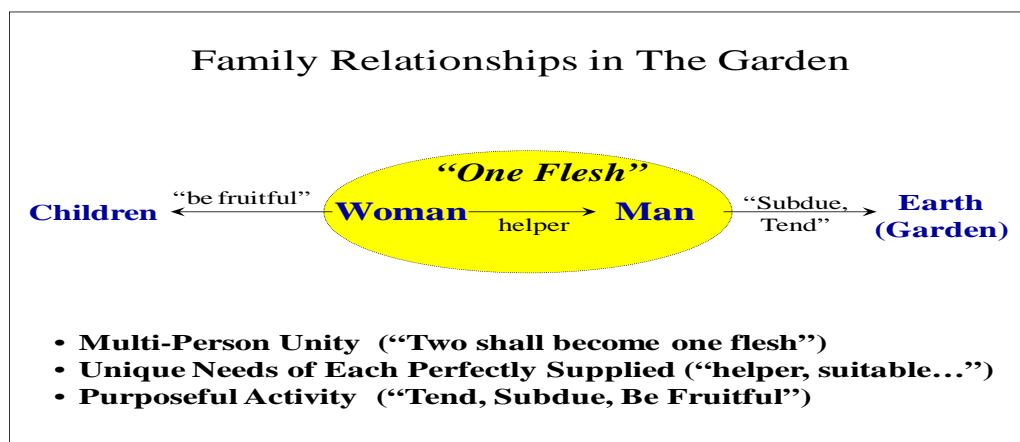 Family Relationships in The Garden
“One Flesh”
Children
“be fruitful”
Woman
helper
Man
“Subdue,
Tend”
Earth
(Garden)
• Multi-Person Unity (“Two shall become one flesh”)
• Unique Needs of Each Perfectly Supplied (“helper, suitable…”)
• Purposeful Activity (“Tend, Subdue, Be Fruitful”)